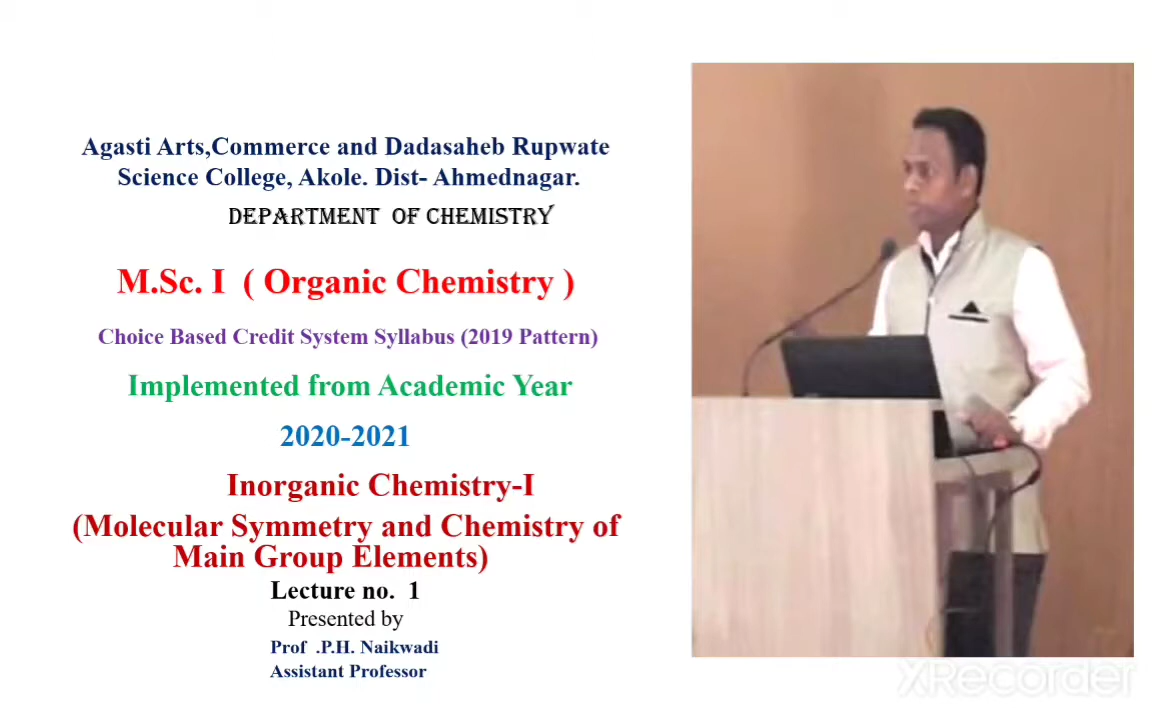 Agasti Arts,Commerce and Dadasaheb Rupwate
Science College, Akole. Dist- Ahmednagar.
DEPARTMENT OF CHEMISTRY
M.Sc. I ( Organic Chemistry )
Choice Based Credit System Syllabus (2019 Pattern)
Implemented from Academic Year
2020-2021
Inorganic Chemistry-I
(Molecular Symmetry and Chemistry of
Main Group Elements)
Lecture no. 1
Presented by
Prof .P.H. Naikwadi
Assistant Professor
XRecorder